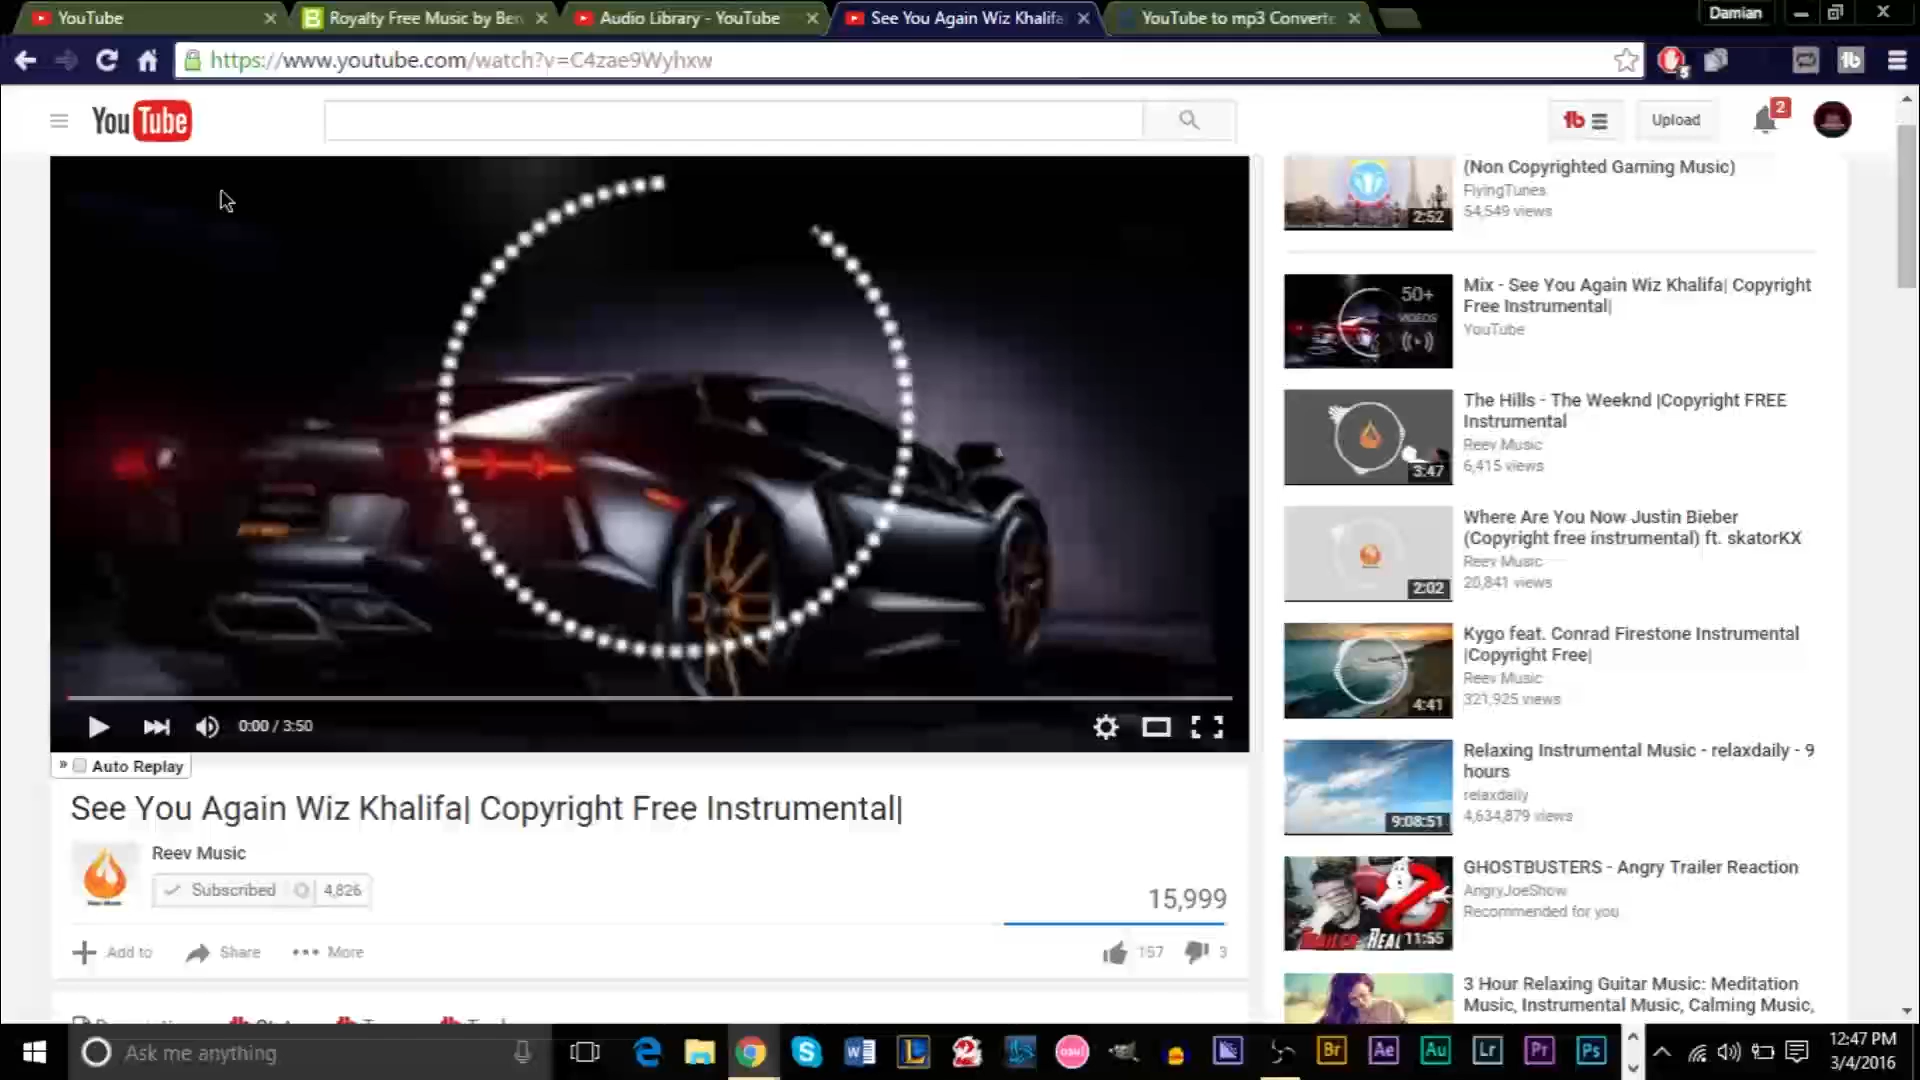 YouTube
Royalty Free Music by Ben
Audio Library - YouTube
See You Again Wiz Khalifa
YouTube to mp3 Converte
Damian
https://www.youtube.com/watch?v=C4zae9Wyhxw
5
You Tube
Upload
2
(Non Copyrighted Gaming Music)
FlyingTunes
54,549 views
2:52
Mix - See You Again Wiz Khalifa| Copyright
Free Instrumental|
YouTube
50+
VIDEOS
The Hills - The Weeknd |Copyright FREE
Instrumental
Reev Music
6,415 views
3:47
Where Are You Now Justin Bieber
(Copyright free instrumental) ft. skatorKX
Reev Music
20,841 views
2:02
Kygo feat. Conrad Firestone Instrumental
|Copyright Free|
Reev Music
321,925 views
4:41
Relaxing Instrumental Music - relaxdaily - 9
hours
relaxdaily
4,634,879 views
9:08:51
GHOSTBUSTERS - Angry Trailer Reaction
AngryJoeShow
Recommended for you
11:55
3 Hour Relaxing Guitar Music: Meditation
Music, Instrumental Music, Calming Music,
0:00 / 3:50
Auto Replay
See You Again Wiz Khalifa| Copyright Free Instrumental|
Reev Music
Subscribed
4,826
15,999
Add to
Share
More
157
3
Ask me anything
osu!
Br
Ae
Au
Lr
Pr
Ps
12:47 PM
3/4/2016